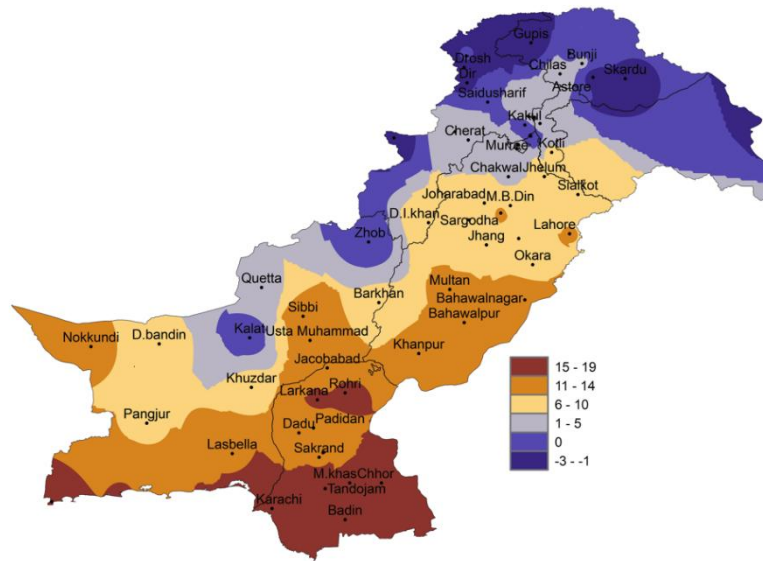 Gupis
Drosh
Bunji
Dir
Chilas
Skardu
Astore
Saidusharif
Kakul
Cherat
Murree
Kotli
Chakwal
Jhelum
Joharabad
M.B.Din
Sialkot
D.I.khan
Sargodha
Lahore
Zhob
Jhang
Okara
Quetta
Multan
Barkhan
Bahawalnagar
Sibbi
Bahawalpur
Nokkundi
D.bandin
Kalat
Usta Muhammad
Khanpur
Jacobabad
15 - 19
11 - 14
6 - 10
1 - 5
0
-3 - -1
Khuzdar
Rohri
Larkana
Pangjur
Dadu
Padidan
Lasbella
Sakrand
M.khas
Chhor
Tandojam
Karachi
Badin